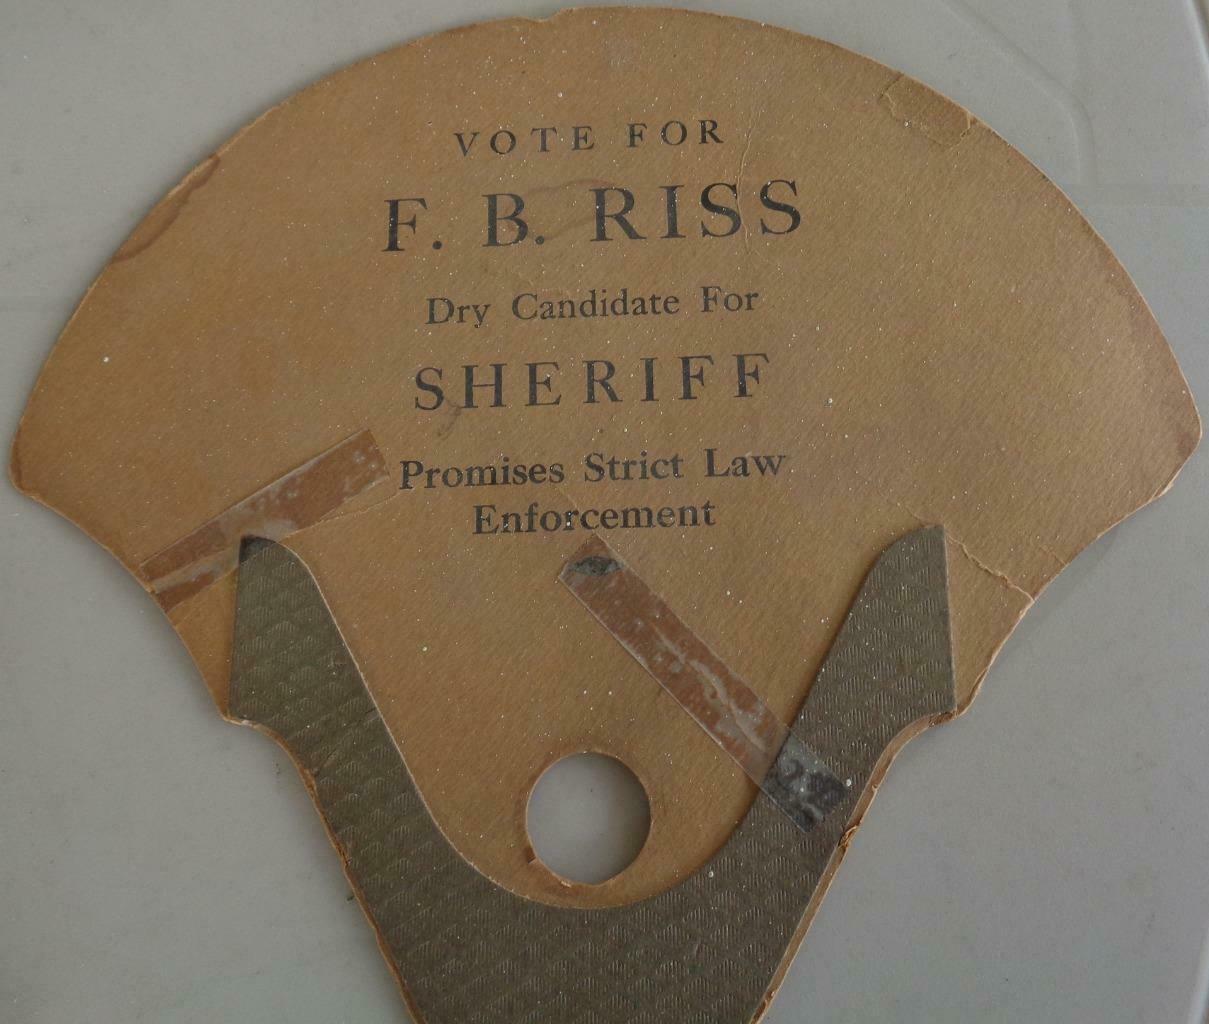 VOTE FOR
F. B. RISS
Dry Candidate For
SHERIFF
Promises Strict Law
Enforcement